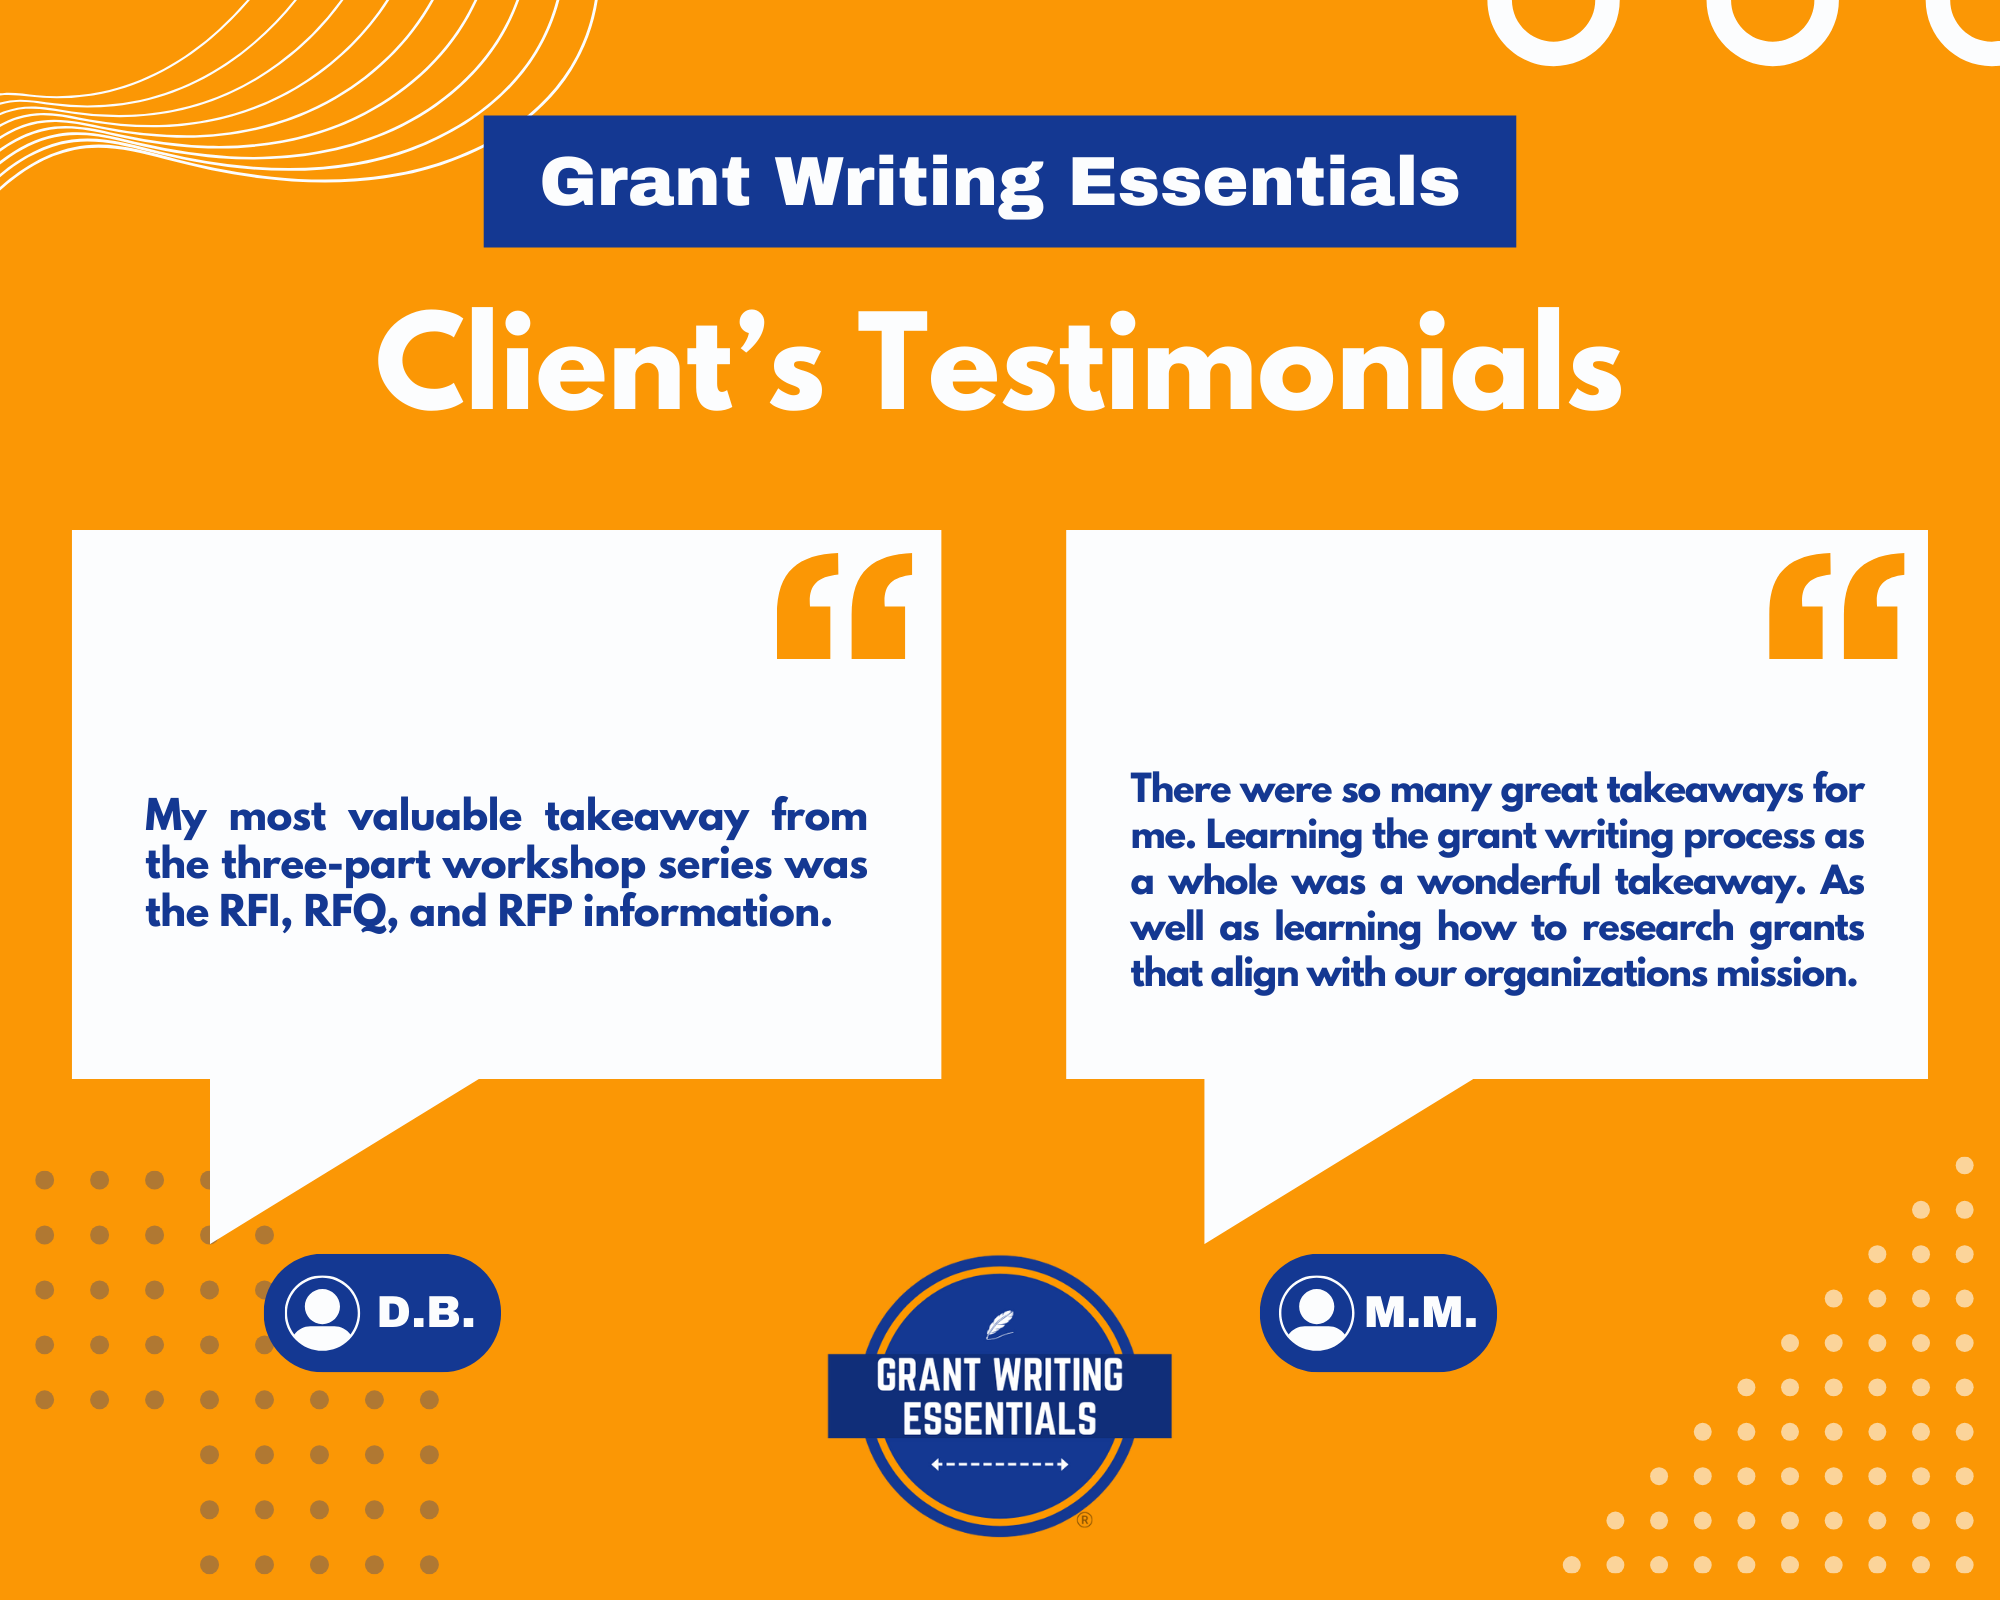 Grant Writing Essentials
Client’s Testimonials
My most valuable takeaway from
the three-part workshop series was
the RFI, RFQ, and RFP information.
There were so many great takeaways for
me. Learning the grant writing process as
a whole was a wonderful takeaway. As
well as learning how to research grants
that align with our organizations mission.
D.B.
M.M.
GRANT WRITING
ESSENTIALS
®